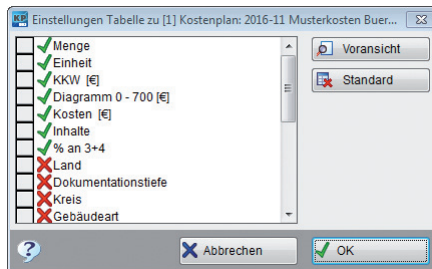 KP Einstellungen Tabelle zu [1] Kostenplan: 2016-11 Musterkosten Buer...
Menge
Einheit
KKW [€]
Diagramm 0 - 700 [€]
Kosten [€]
Inhalte
% an 3+4
Land
Dokumentationstiefe
Kreis
Gebäudeart
Voransicht
Standard
? Abbrechen OK